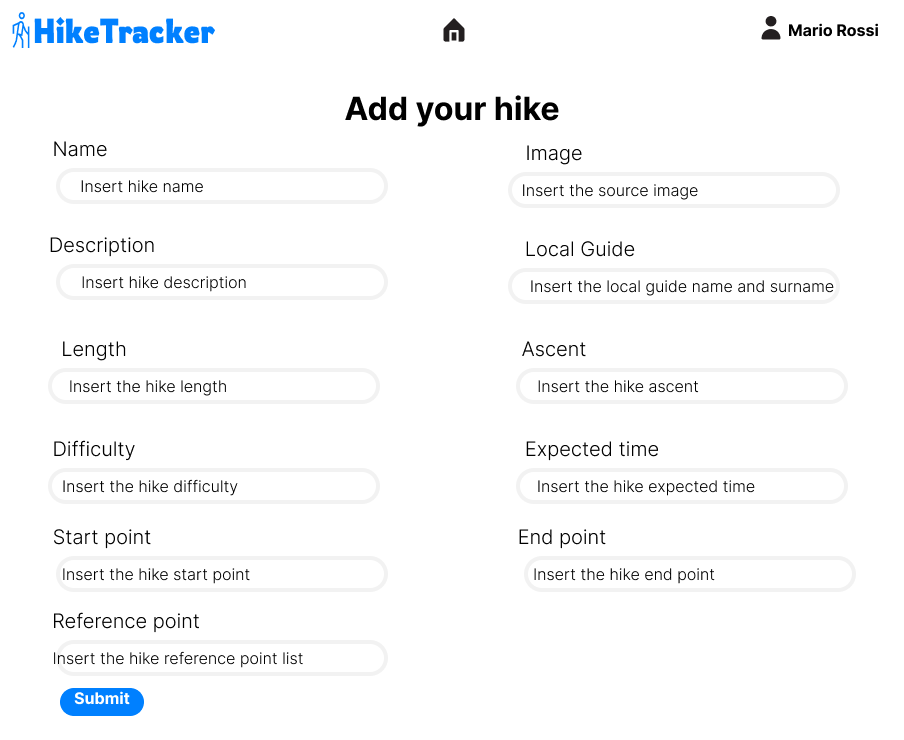 HikeTracker
Mario Rossi
Add your hike
Name
Image
Insert hike name
Insert the source image
Description
Local Guide
Insert hike description
Insert the local guide name and surname
Length
Ascent
Insert the hike length
Insert the hike ascent
Difficulty
Expected time
Insert the hike difficulty
Insert the hike expected time
Start point
End point
Insert the hike start point
Insert the hike end point
Reference point
Insert the hike reference point list
Submit